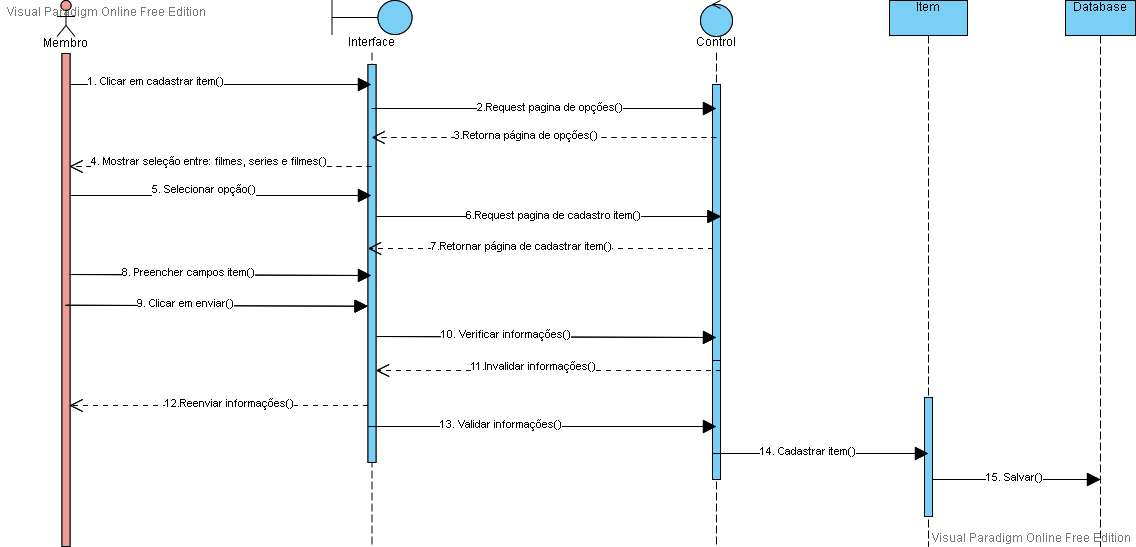 Visual Paradigm Online Free Edition
Membro
Interface
Control
Item
Database
1. Clicar em cadastrar item()
2.Request pagina de opções()
3.Retorna página de opções()
4. Mostrar seleção entre: filmes, series e filmes()
5. Selecionar opção()
6.Request pagina de cadastro item()
7.Retornar página de cadastrar item()
8. Preencher campos item()
9. Clicar em enviar()
10. Verificar informações()
11.Invalidar informações()
12.Reenviar informações()
13. Validar informações()
14. Cadastrar item()
15. Salvar()
Visual Paradigm Online Free Edition